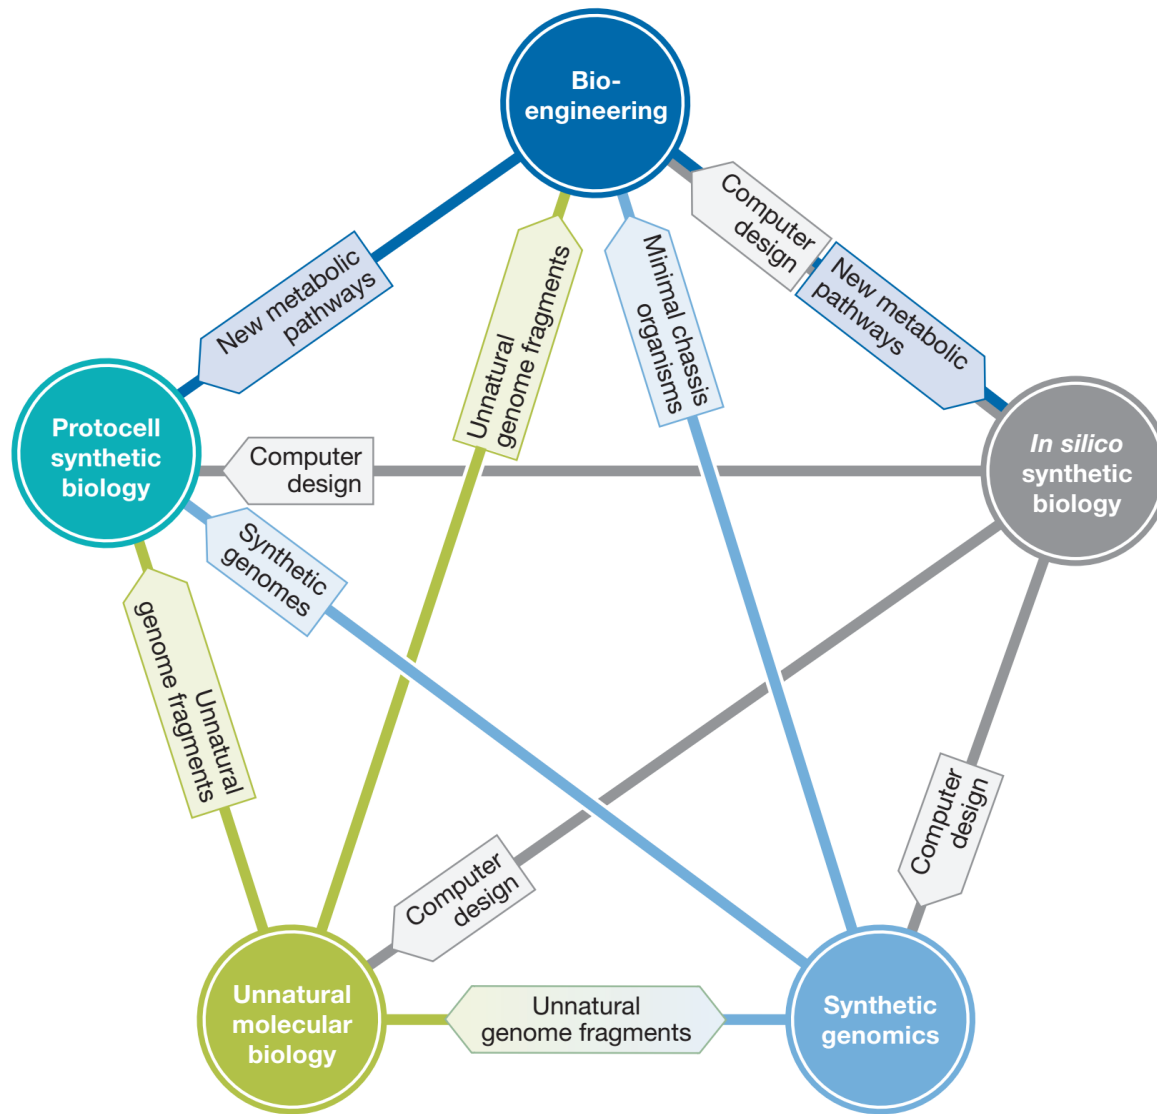 Bio-
engineering
Computer
design
New metabolic
pathways
New metabolic
pathways
Unnatural
genome fragments
Minimal chassis
organisms
Protocell
synthetic
biology
Computer
design
In silico
synthetic
biology
Synthetic
genomes
Unnatural
genome fragments
Computer
design
Computer
design
Unnatural
molecular
biology
Unnatural
genome fragments
Synthetic
genomics